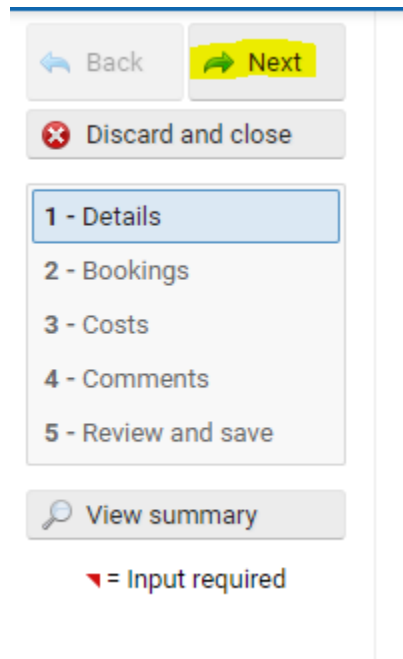 Back Next
Discard and close
1 - Details
2 - Bookings
3 - Costs
4 - Comments
5 - Review and save
View summary
= Input required